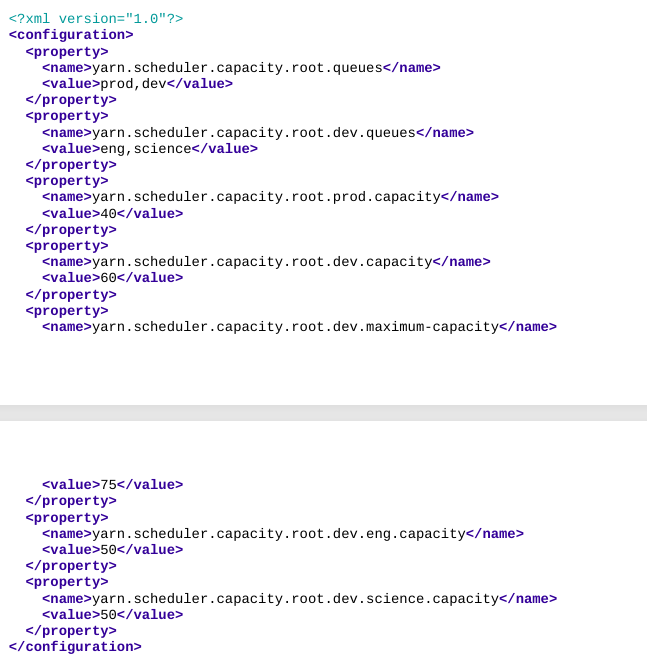 <?xml version="1.0"?>
<configuration>
  <property>
    <name>yarn.scheduler.capacity.root.queues</name>
    <value>prod,dev</value>
  </property>
  <property>
    <name>yarn.scheduler.capacity.root.dev.queues</name>
    <value>eng,science</value>
  </property>
  <property>
    <name>yarn.scheduler.capacity.root.prod.capacity</name>
    <value>40</value>
  </property>
  <property>
    <name>yarn.scheduler.capacity.root.dev.capacity</name>
    <value>60</value>
  </property>
  <property>
    <name>yarn.scheduler.capacity.root.dev.maximum-capacity</name>
    <value>75</value>
  </property>
  <property>
    <name>yarn.scheduler.capacity.root.dev.eng.capacity</name>
    <value>50</value>
  </property>
  <property>
    <name>yarn.scheduler.capacity.root.dev.science.capacity</name>
    <value>50</value>
  </property>
</configuration>